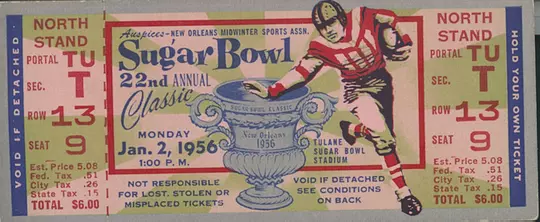 VOID IF DETACHED
NORTH
STAND
PORTAL TU
SEC. T
ROW 13
SEAT 9
Est. Price 5.08
Fed. Tax .51
City Tax .26
State Tax .15
TOTAL $6.00
Auspices-NEW ORLEANS MIDWINTER SPORTS ASSN.
Sugar Bowl
22nd ANNUAL
Classic
MONDAY
Jan. 2, 1956
1:00 P. M.
SUGAR BOWL CLASSIC
New Orleans
1956
TULANE
SUGAR BOWL
STADIUM
NOT RESPONSIBLE
FOR LOST, STOLEN OR
MISPLACED TICKETS
VOID IF DETACHED
SEE CONDITIONS
ON BACK
NORTH
STAND
PORTAL TU
SEC. T
ROW 13
SEAT 9
Est. Price 5.08
Fed. Tax .51
City Tax .26
State Tax .15
TOTAL $6.00
HOLD YOUR OWN TICKET